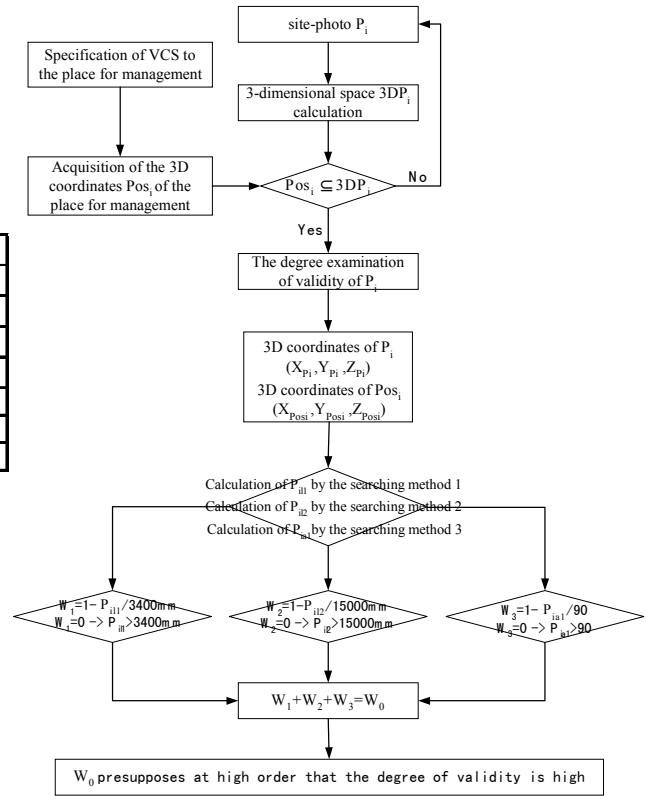 site-photo Pi
Specification of VCS to
the place for management
3-dimensional space 3DPi
calculation
Acquisition of the 3D
coordinates Posi of the
place for management
Posi ⊆ 3DPi
No
Yes
The degree examination
of validity of Pi
3D coordinates of Pi
(XPi,YPi,ZPi)
3D coordinates of Posi
(XPosi,YPosi,ZPosi)
Calculation of Pil1 by the searching method 1
Calculation of Pil2 by the searching method 2
Calculation of Pia1 by the searching method 3
W1=1- Pil1/3400mm
W1=0 -> Pil1>3400mm
W2=1-Pil2/15000mm
W2=0 -> Pil2>15000mm
W3=1- Pia1/90
W3=0 -> Pia1>90
W1+W2+W3=W0
W0 presupposes at high order that the degree of validity is high